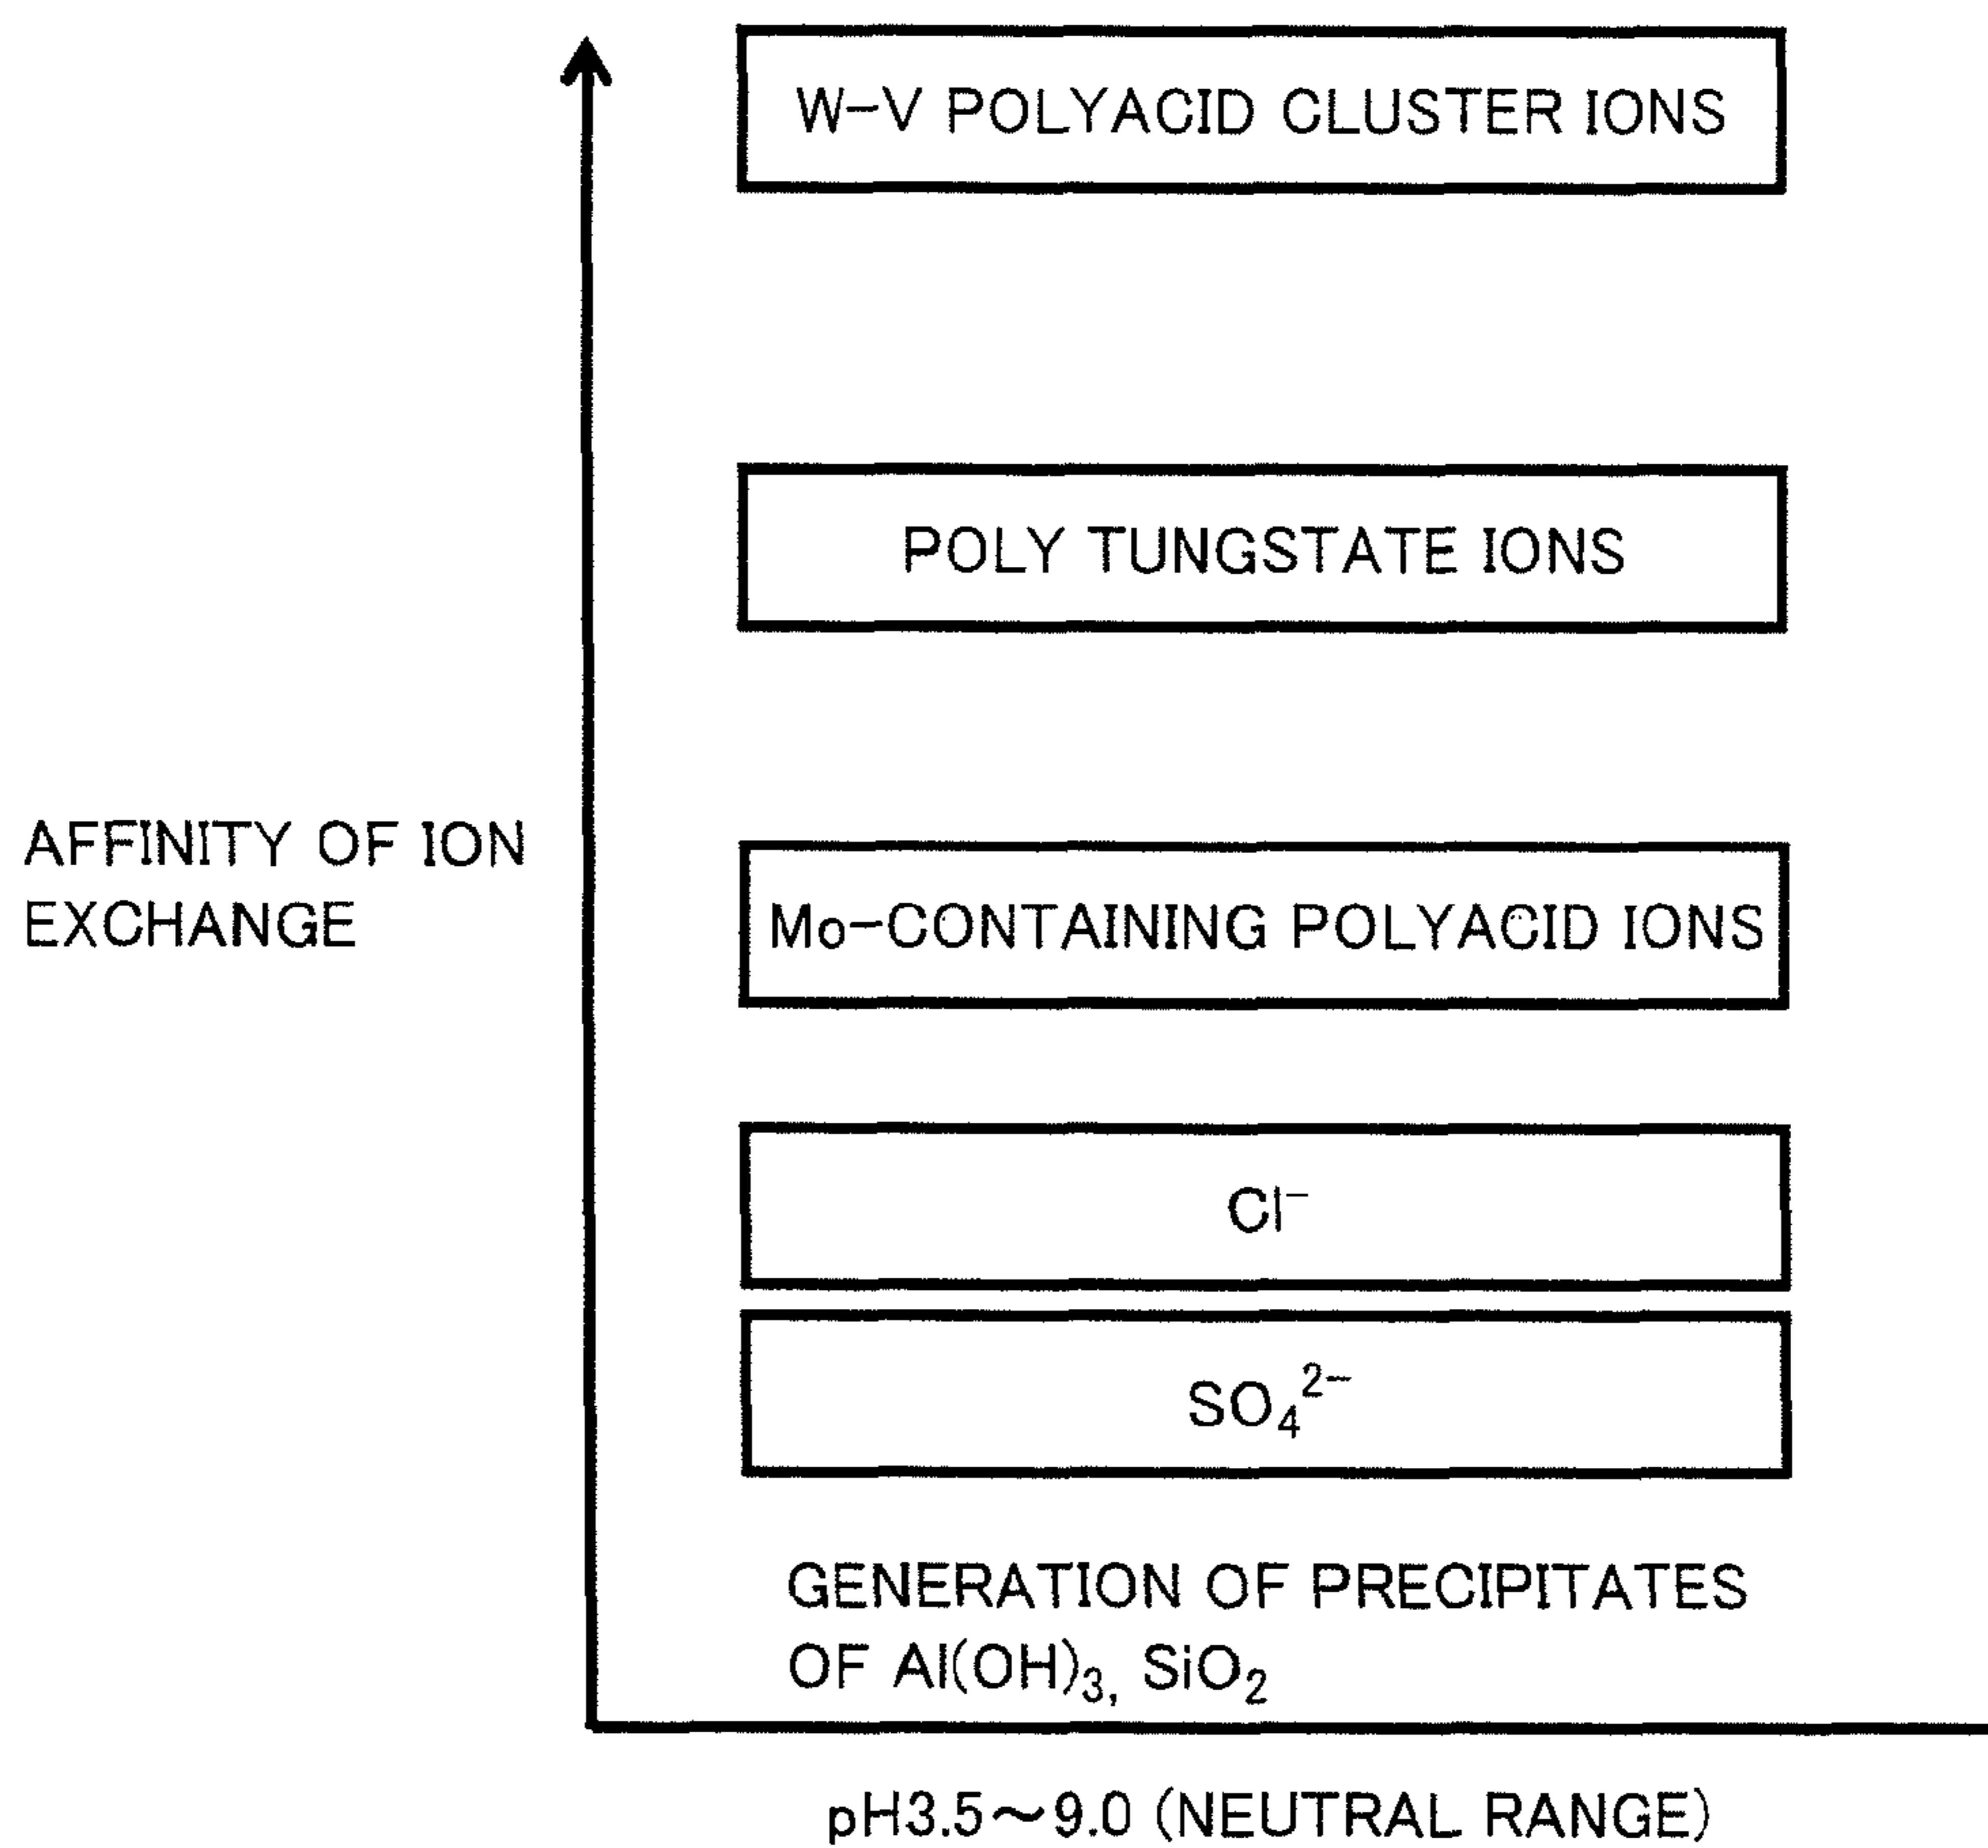 W-V POLYACID CLUSTER IONS
POLY TUNGSTATE IONS
AFFINITY OF ION
EXCHANGE
Mo-CONTAINING POLYACID IONS
Cl⁻
SO₄²⁻
GENERATION OF PRECIPITATES
OF Al(OH)₃, SiO₂
pH3.5~9.0 (NEUTRAL RANGE)